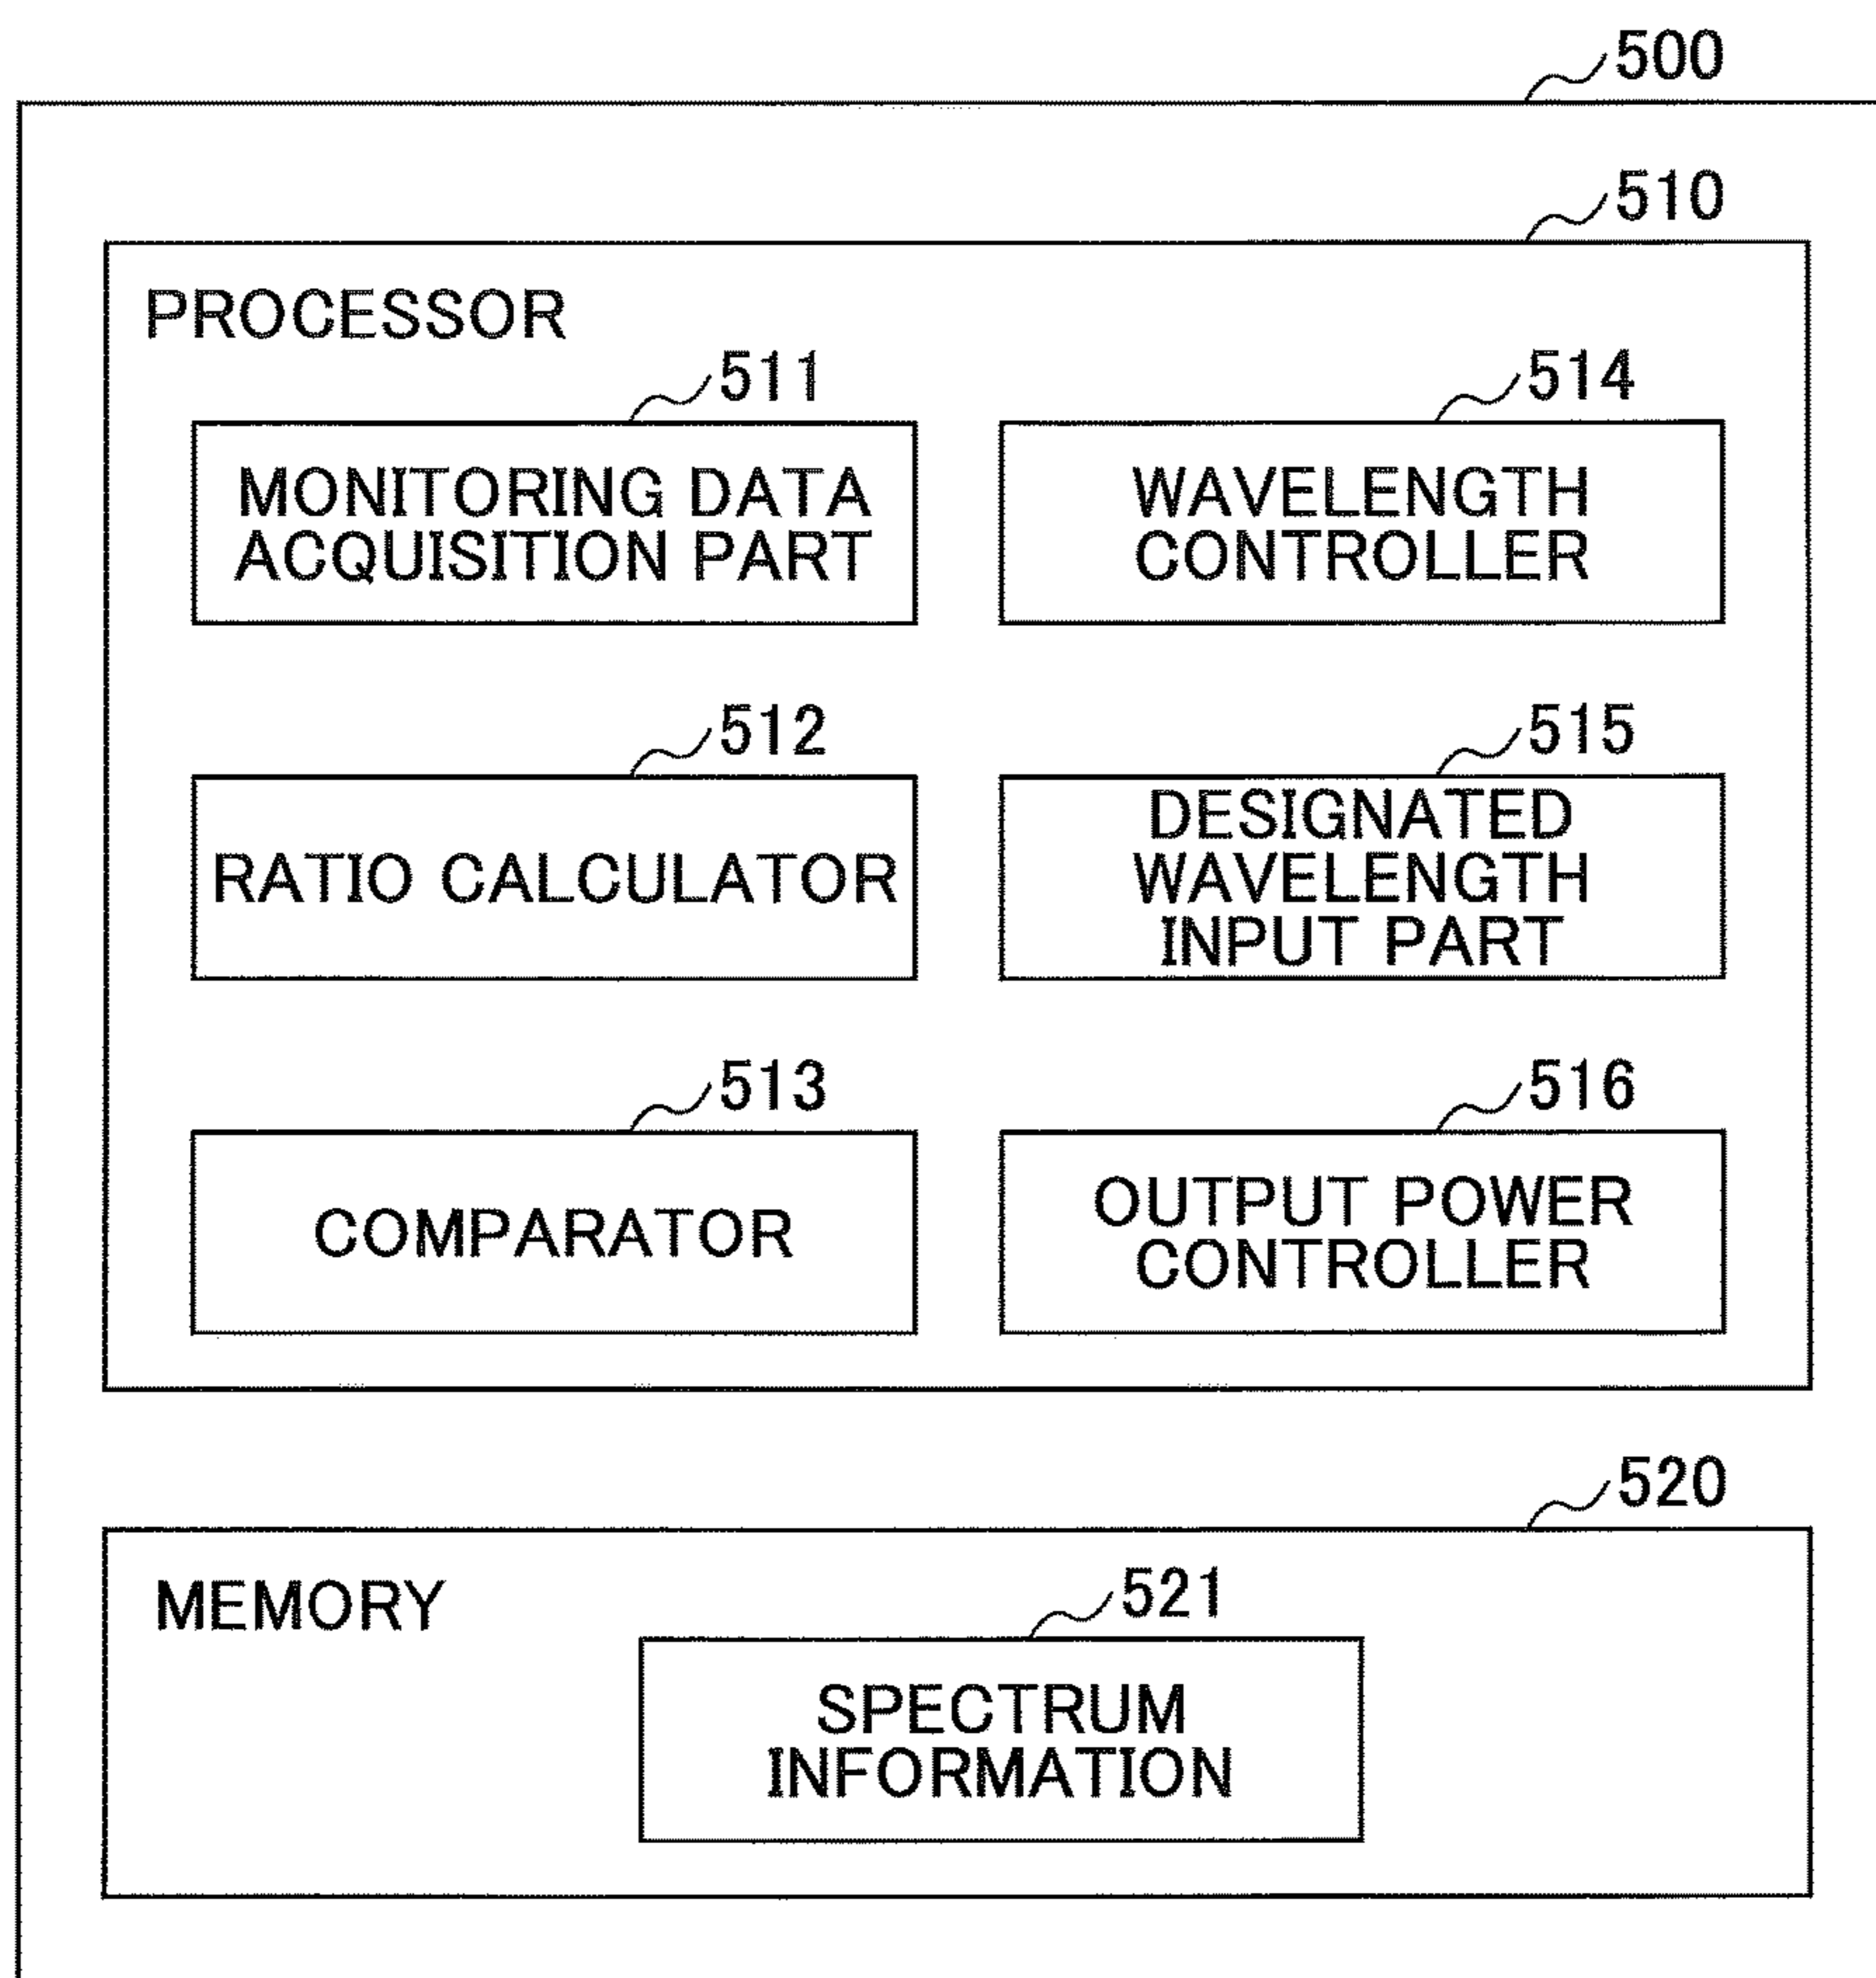 500
510
PROCESSOR
511
MONITORING DATA
ACQUISITION PART
514
WAVELENGTH
CONTROLLER
512
RATIO CALCULATOR
515
DESIGNATED
WAVELENGTH
INPUT PART
513
COMPARATOR
516
OUTPUT POWER
CONTROLLER
520
MEMORY
521
SPECTRUM
INFORMATION